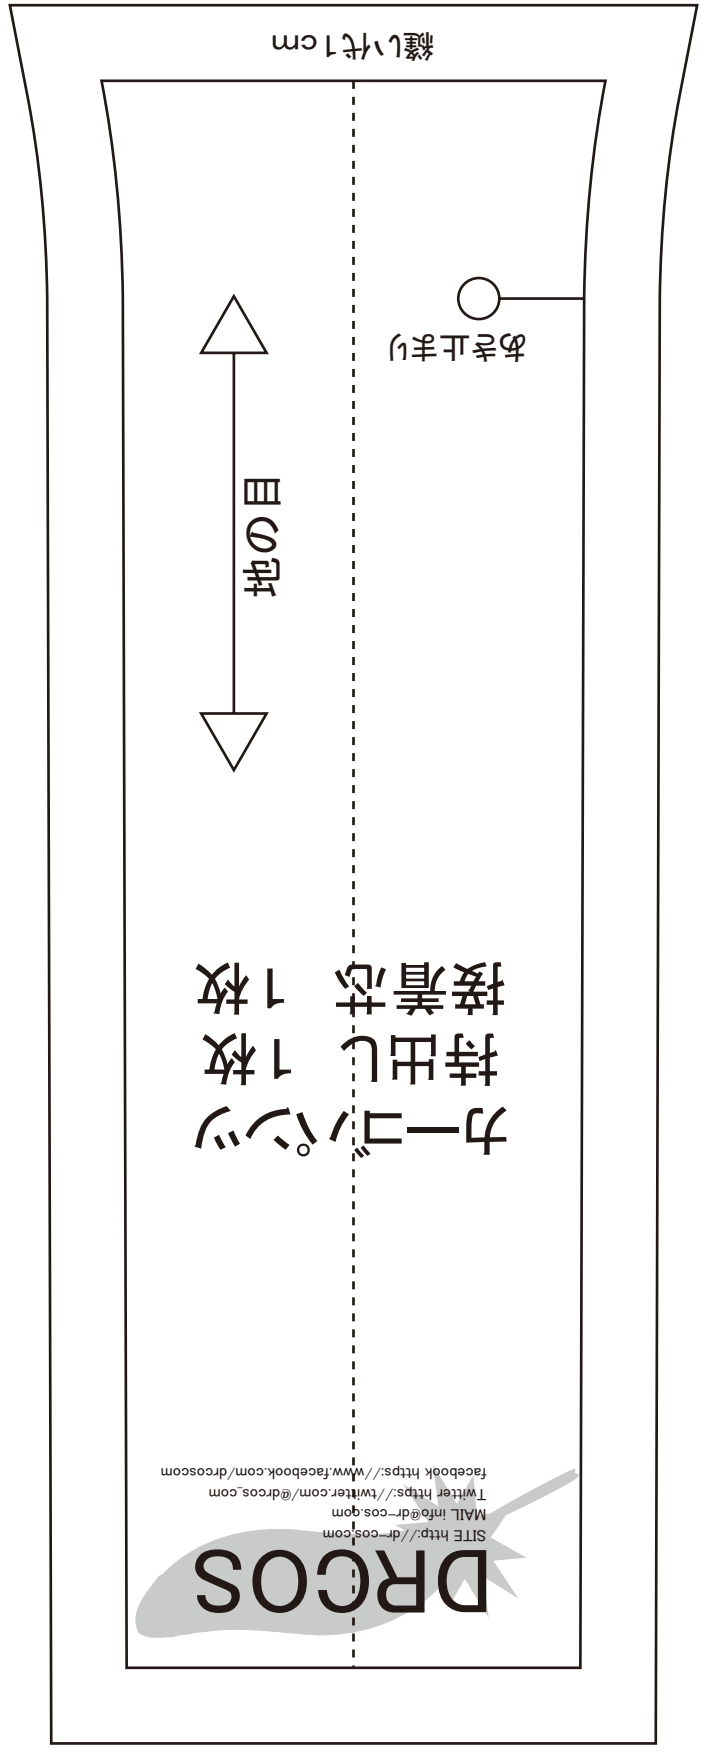 DRCOS
SITE http://dr-cos.com
MAIL info@dr-cos.com
Twitter https://twitter.com/@drcos_com
facebook https://www.facebook.com/drcoscom
カーゴパンツ
持出し 1枚
接着芯 1枚
地の目
あき止まり
縫い代1cm